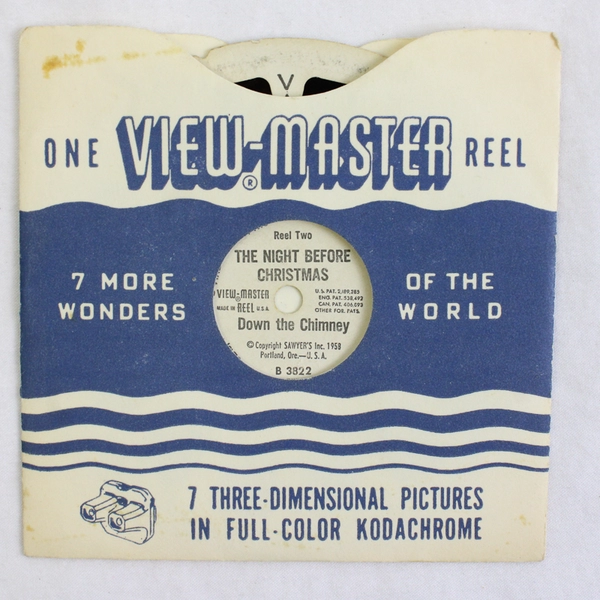 V
ONE VIEW-MASTER® REEL
7 MORE
WONDERS
Reel Two
THE NIGHT BEFORE
CHRISTMAS
VIEW-MASTER
®
MADE IN REEL U.S.A.
U.S. PAT. 2,189,285
ENG. PAT. 538,492
CAN. PAT. 406,093
OTHER FOR. PATS.
Down the Chimney
© Copyright SAWYER'S Inc. 1958
Portland, Ore.—U. S. A.
B 3822
OF THE
WORLD
7 THREE-DIMENSIONAL PICTURES
IN FULL-COLOR KODACHROME